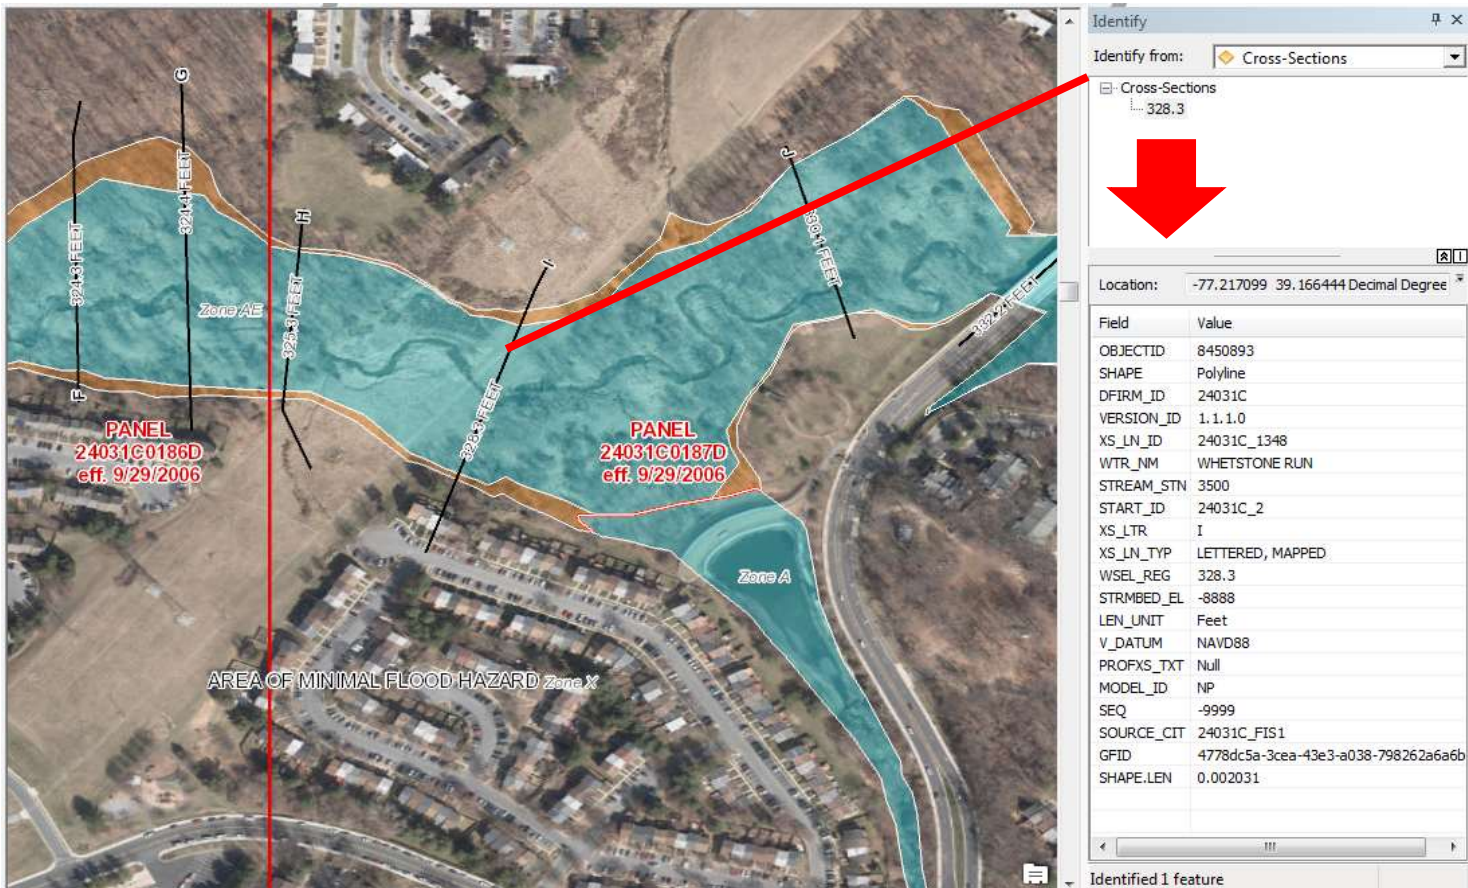 G
J
H
I
324.3 FEET
324.4 FEET
325.3 FEET
328.3 FEET
330.1 FEET
332.2 FEET
Zone AE
F
PANEL
24031C0186D
eff. 9/29/2006
PANEL
24031C0187D
eff. 9/29/2006
Zone A
AREA OF MINIMAL FLOOD HAZARD Zone X
Identify
Identify from:
Cross-Sections
Cross-Sections
328.3
Location: -77.217099 39.166444 Decimal Degree
Field Value
OBJECTID 8450893
SHAPE Polyline
DFIRM_ID 24031C
VERSION_ID 1.1.1.0
XS_LN_ID 24031C_1348
WTR_NM WHETSTONE RUN
STREAM_STN 3500
START_ID 24031C_2
XS_LTR I
XS_LN_TYP LETTERED, MAPPED
WSEL_REG 328.3
STRMBED_EL -8888
LEN_UNIT Feet
V_DATUM NAVD88
PROFXS_TXT Null
MODEL_ID NP
SEQ -9999
SOURCE_CIT 24031C_FIS1
GFID 4778dc5a-3cea-43e3-a038-798262a6a6b
SHAPE.LEN 0.002031
Identified 1 feature